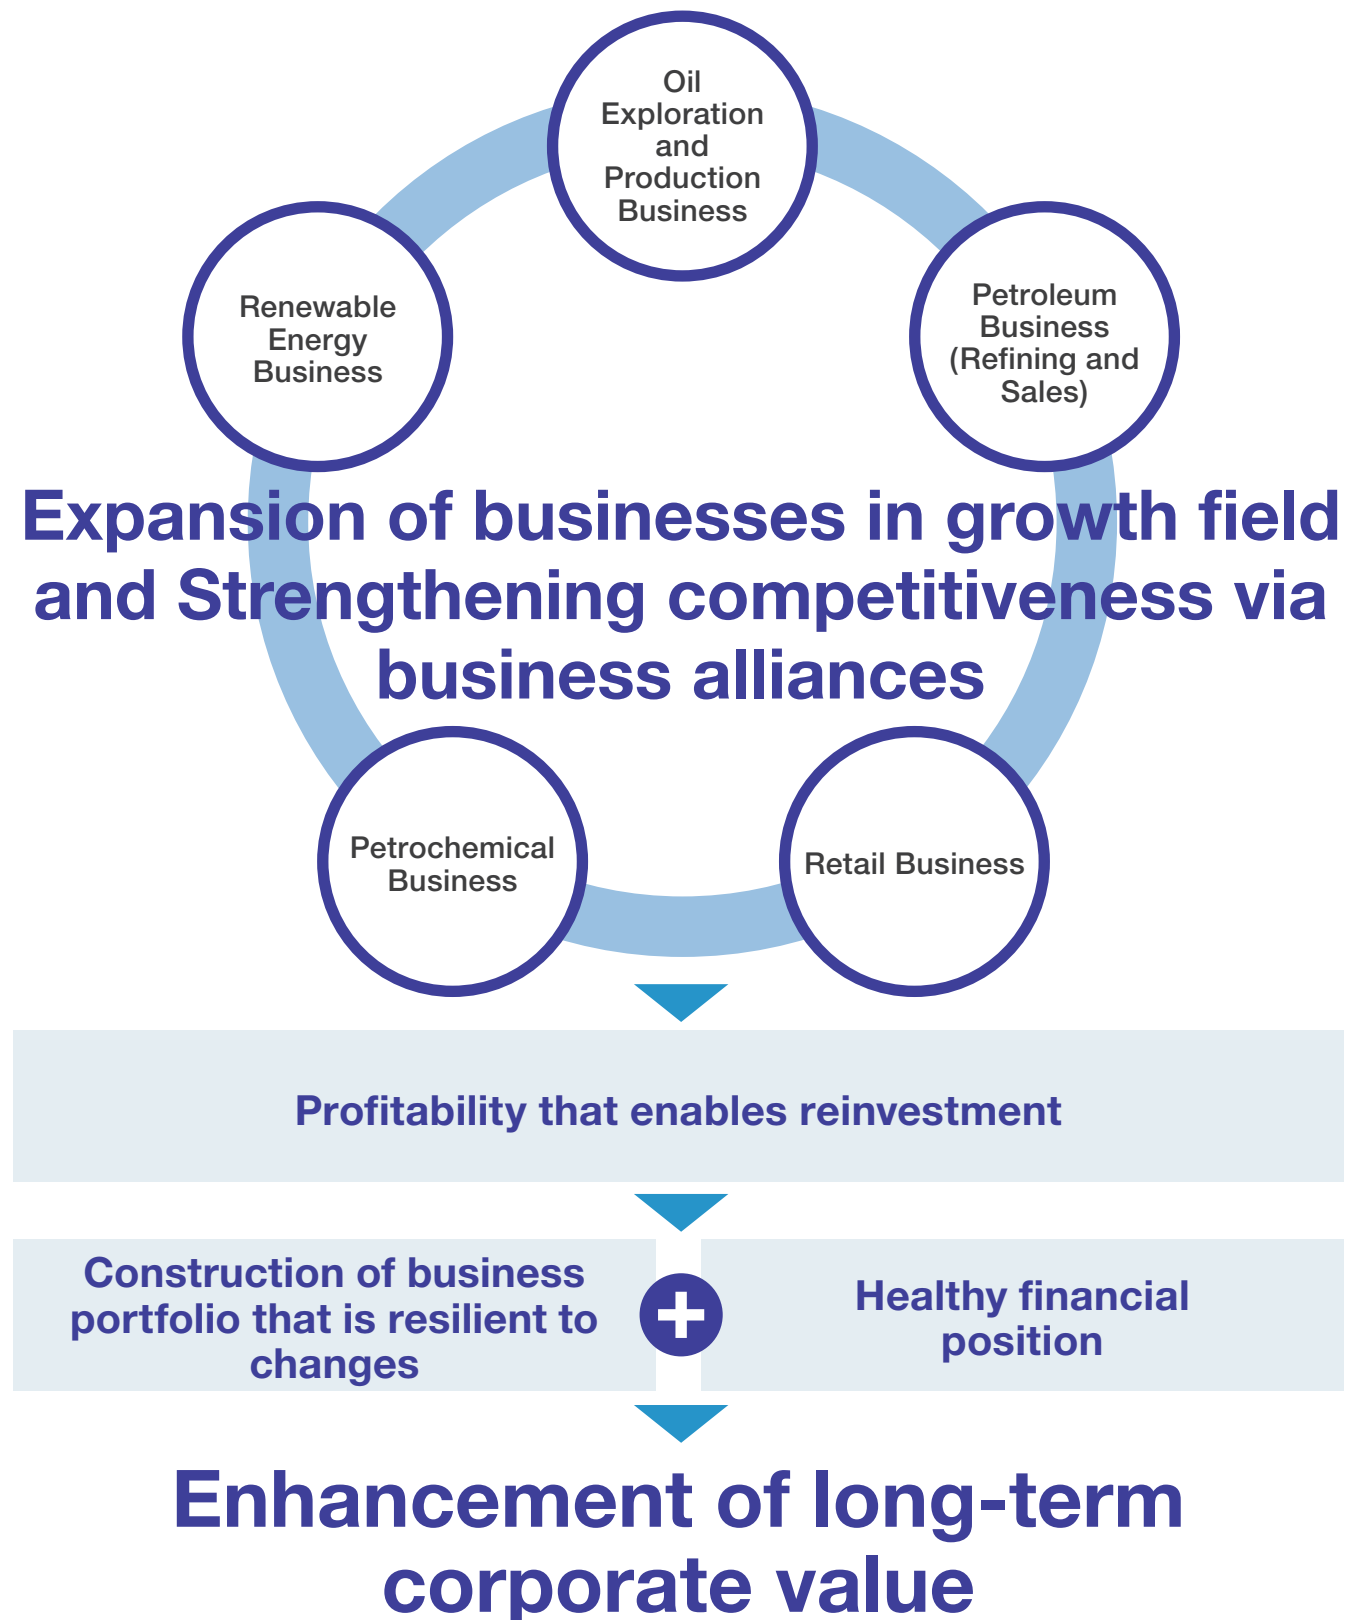 Oil
Exploration
and
Production
Business
Renewable
Energy
Business
Petroleum
Business
(Refining and
Sales)
Expansion of businesses in growth field
and Strengthening competitiveness via
business alliances
Petrochemical
Business
Retail Business
Profitability that enables reinvestment
Construction of business
portfolio that is resilient to
changes
Healthy financial
position
Enhancement of long-term
corporate value